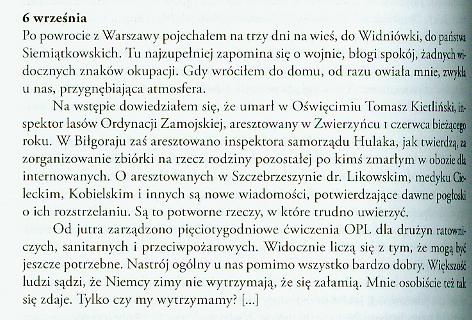 6 września
Po powrocie z Warszawy pojechałem na trzy dni na wieś, do Widniówki, do państwa
Siemiątkowskich. Tu najzupełniej zapomina się o wojnie, błogi spokój, żadnych wi-
docznych znaków okupacji. Gdy wróciłem do domu, od razu owiała mnie, zwykła
u nas, przygnębiająca atmosfera.
Na wstępie dowiedziałem się, że umarł w Oświęcimiu Tomasz Kietliński, in-
spektor lasów Ordynacji Zamojskiej, aresztowany w Zwierzyńcu 1 czerwca bieżącego
roku. W Biłgoraju zaś aresztowano inspektora samorządu Hulaka, jak twierdzą, za
zorganizowanie zbiórki na rzecz rodziny pozostałej po kimś zmarłym w obozie dla
internowanych. O aresztowanych w Szczebrzeszynie dr. Likowskim, medyku Cie-
leckim, Kobielskim i innych są nowe wiadomości, potwierdzające dawne pogłoski
o ich rozstrzelaniu. Są to potworne rzeczy, w które trudno uwierzyć.
Od jutra zarządzono pięciotygodniowe ćwiczenia OPL dla drużyn ratowni-
czych, sanitarnych i przeciwpożarowych. Widocznie liczą się z tym, że mogą być
jeszcze potrzebne. Nastrój ogólny u nas pomimo wszystko bardzo dobry. Większość
ludzi sądzi, że Niemcy zimy nie wytrzymają, że się załamią. Mnie osobiście też tak
się zdaje. Tylko czy my wytrzymamy? [...]